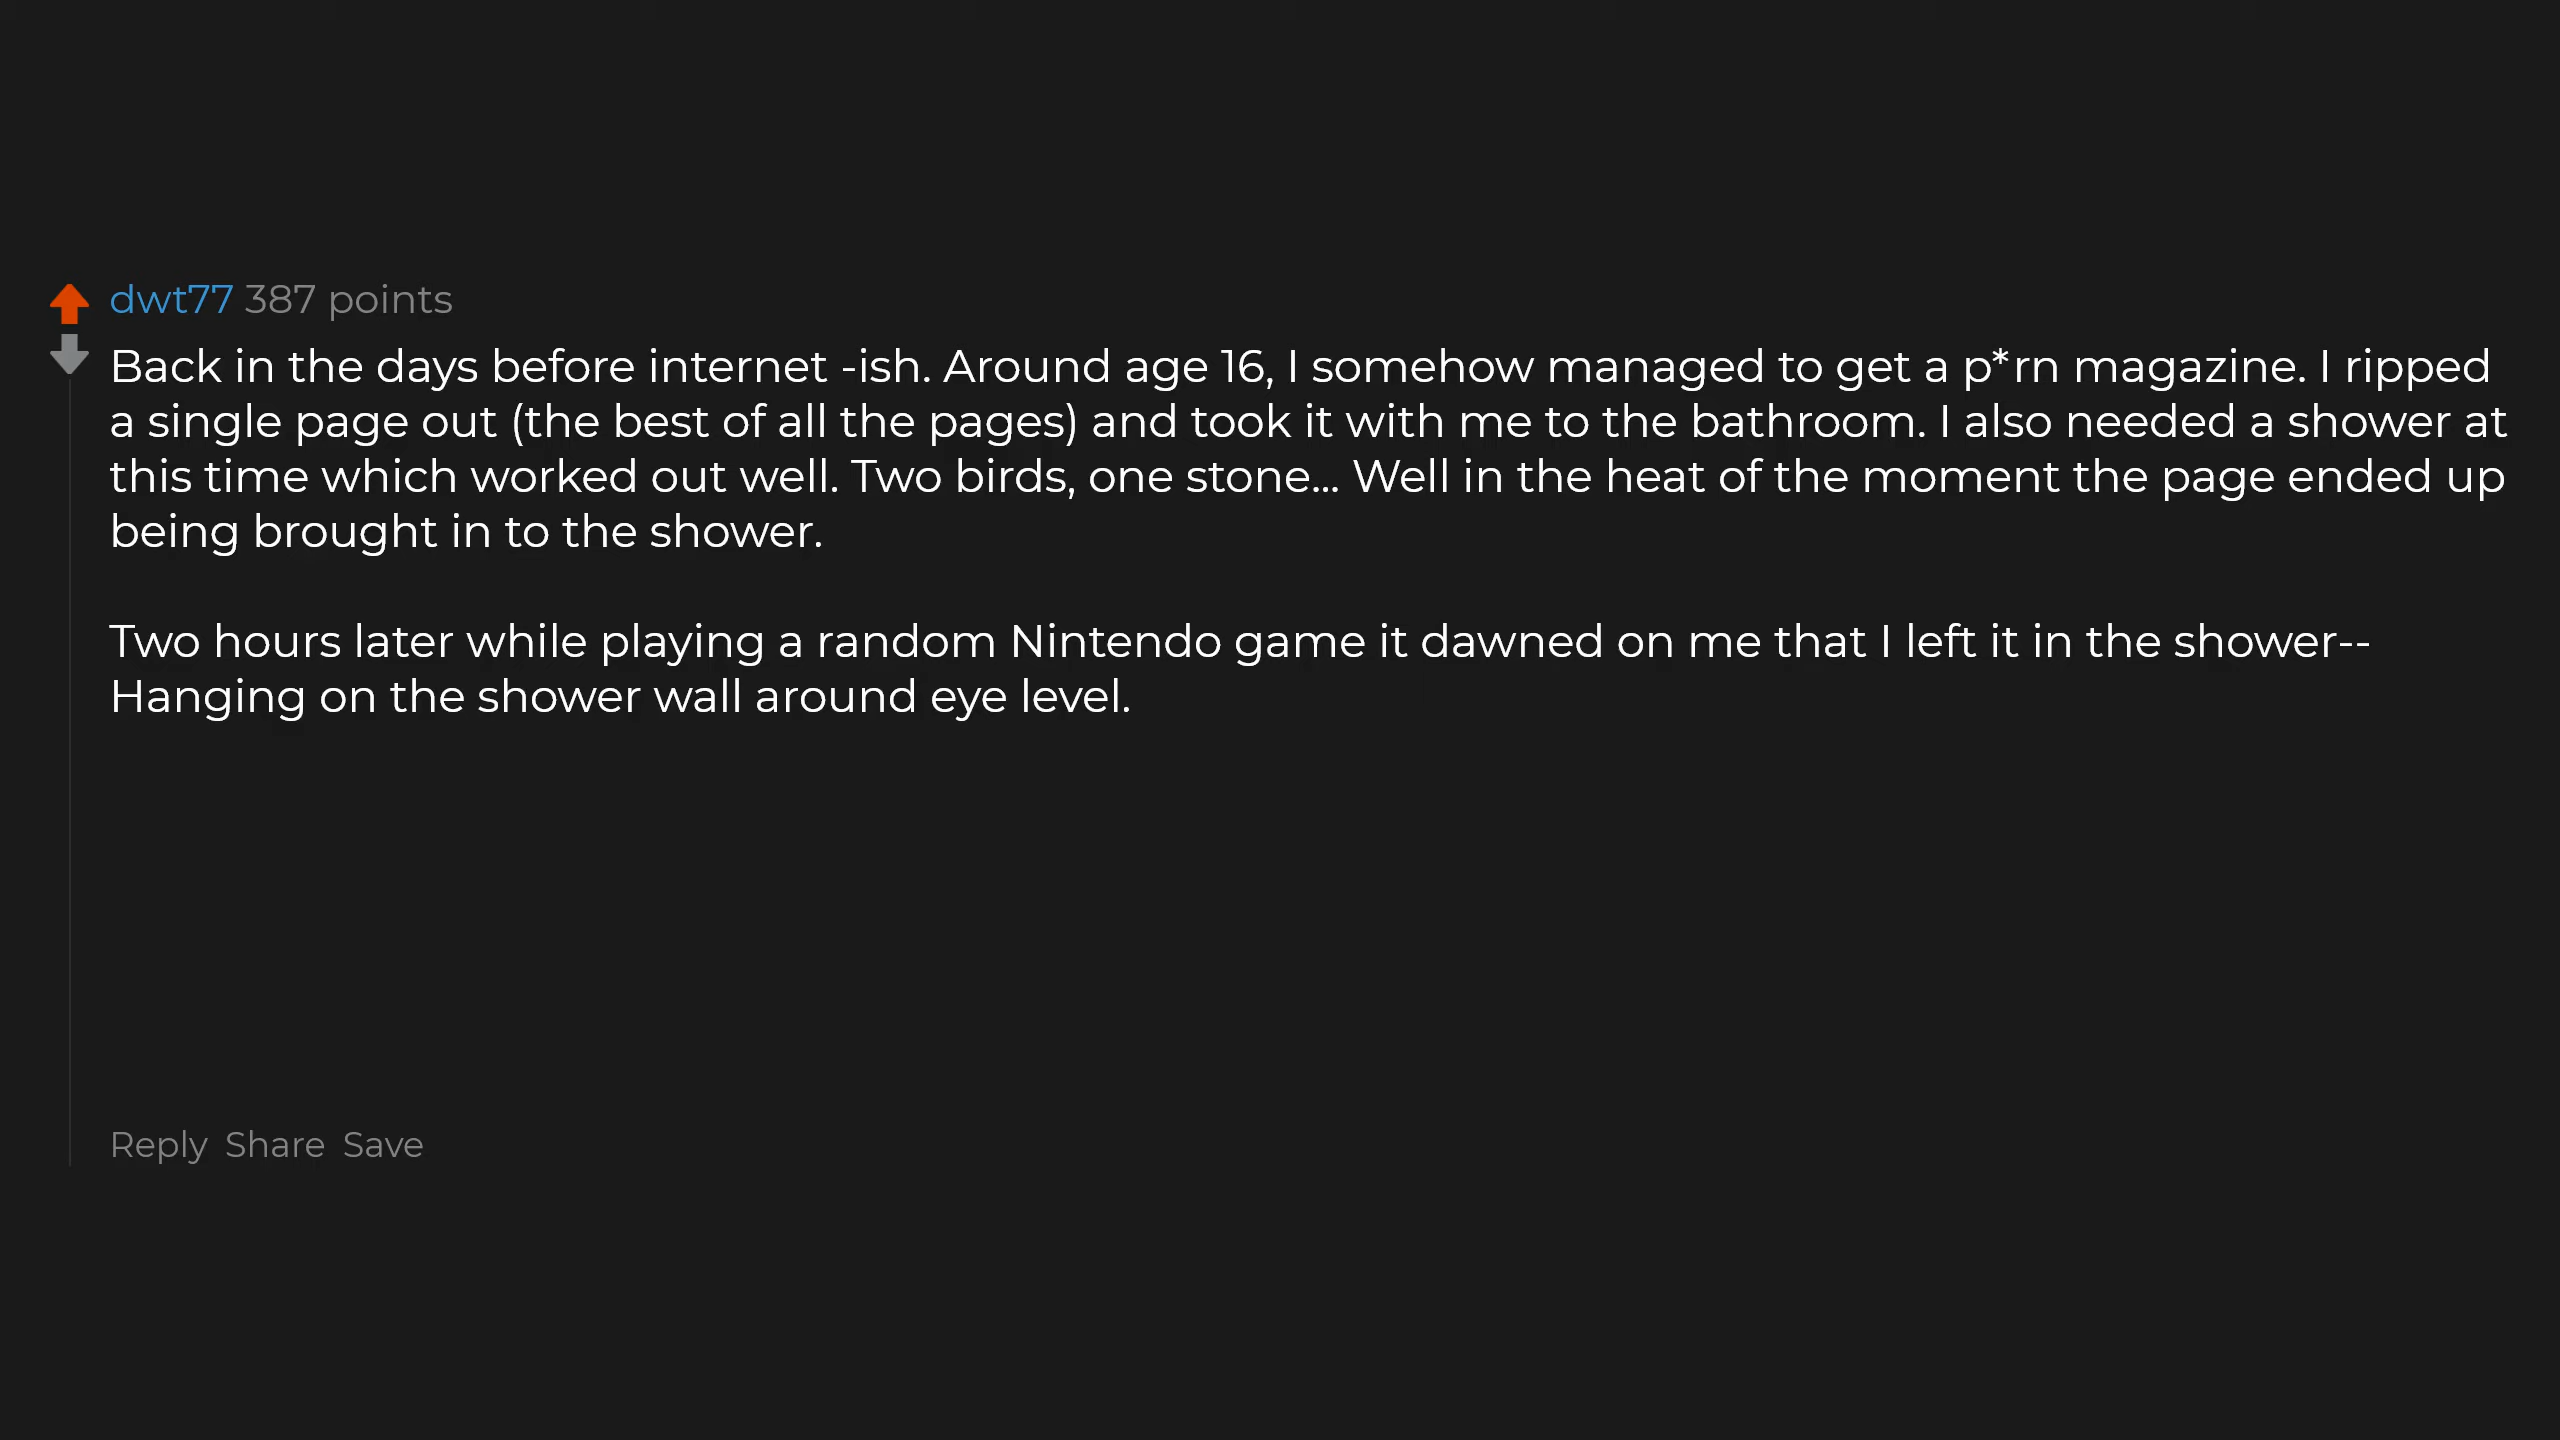 dwt77 387 points
Back in the days before internet -ish. Around age 16, I somehow managed to get a p*rn magazine. I ripped
a single page out (the best of all the pages) and took it with me to the bathroom. I also needed a shower at
this time which worked out well. Two birds, one stone... Well in the heat of the moment the page ended up
being brought in to the shower.
Two hours later while playing a random Nintendo game it dawned on me that I left it in the shower--
Hanging on the shower wall around eye level.
Reply Share Save